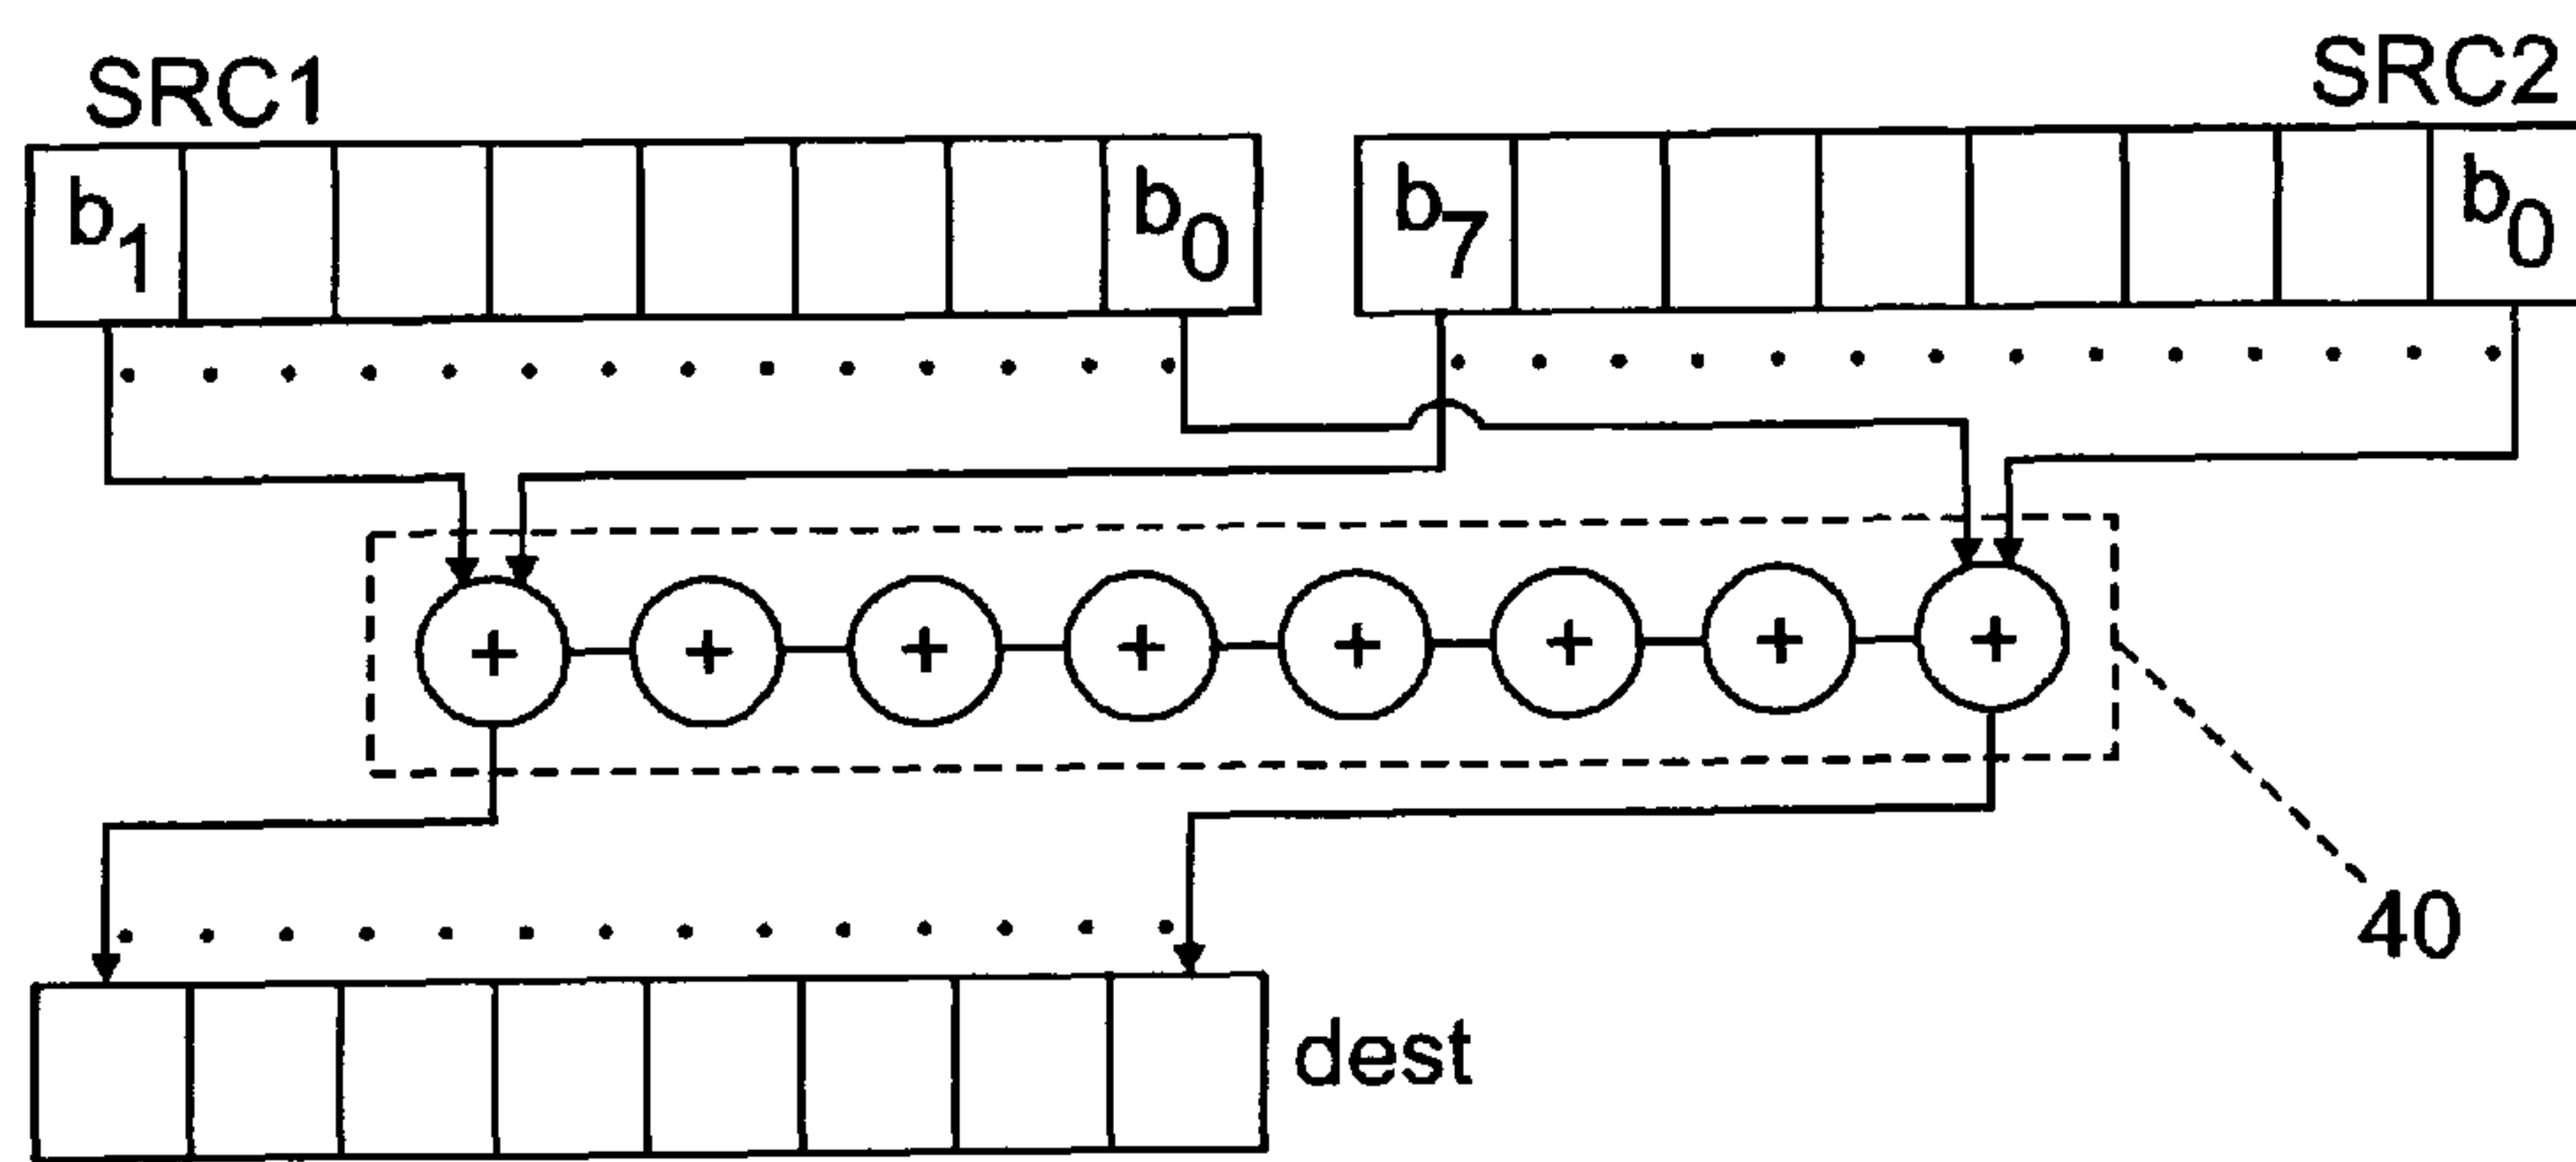 SRC1 SRC2
b1 b0 b7 b0
+ + + + + + + +
40
dest